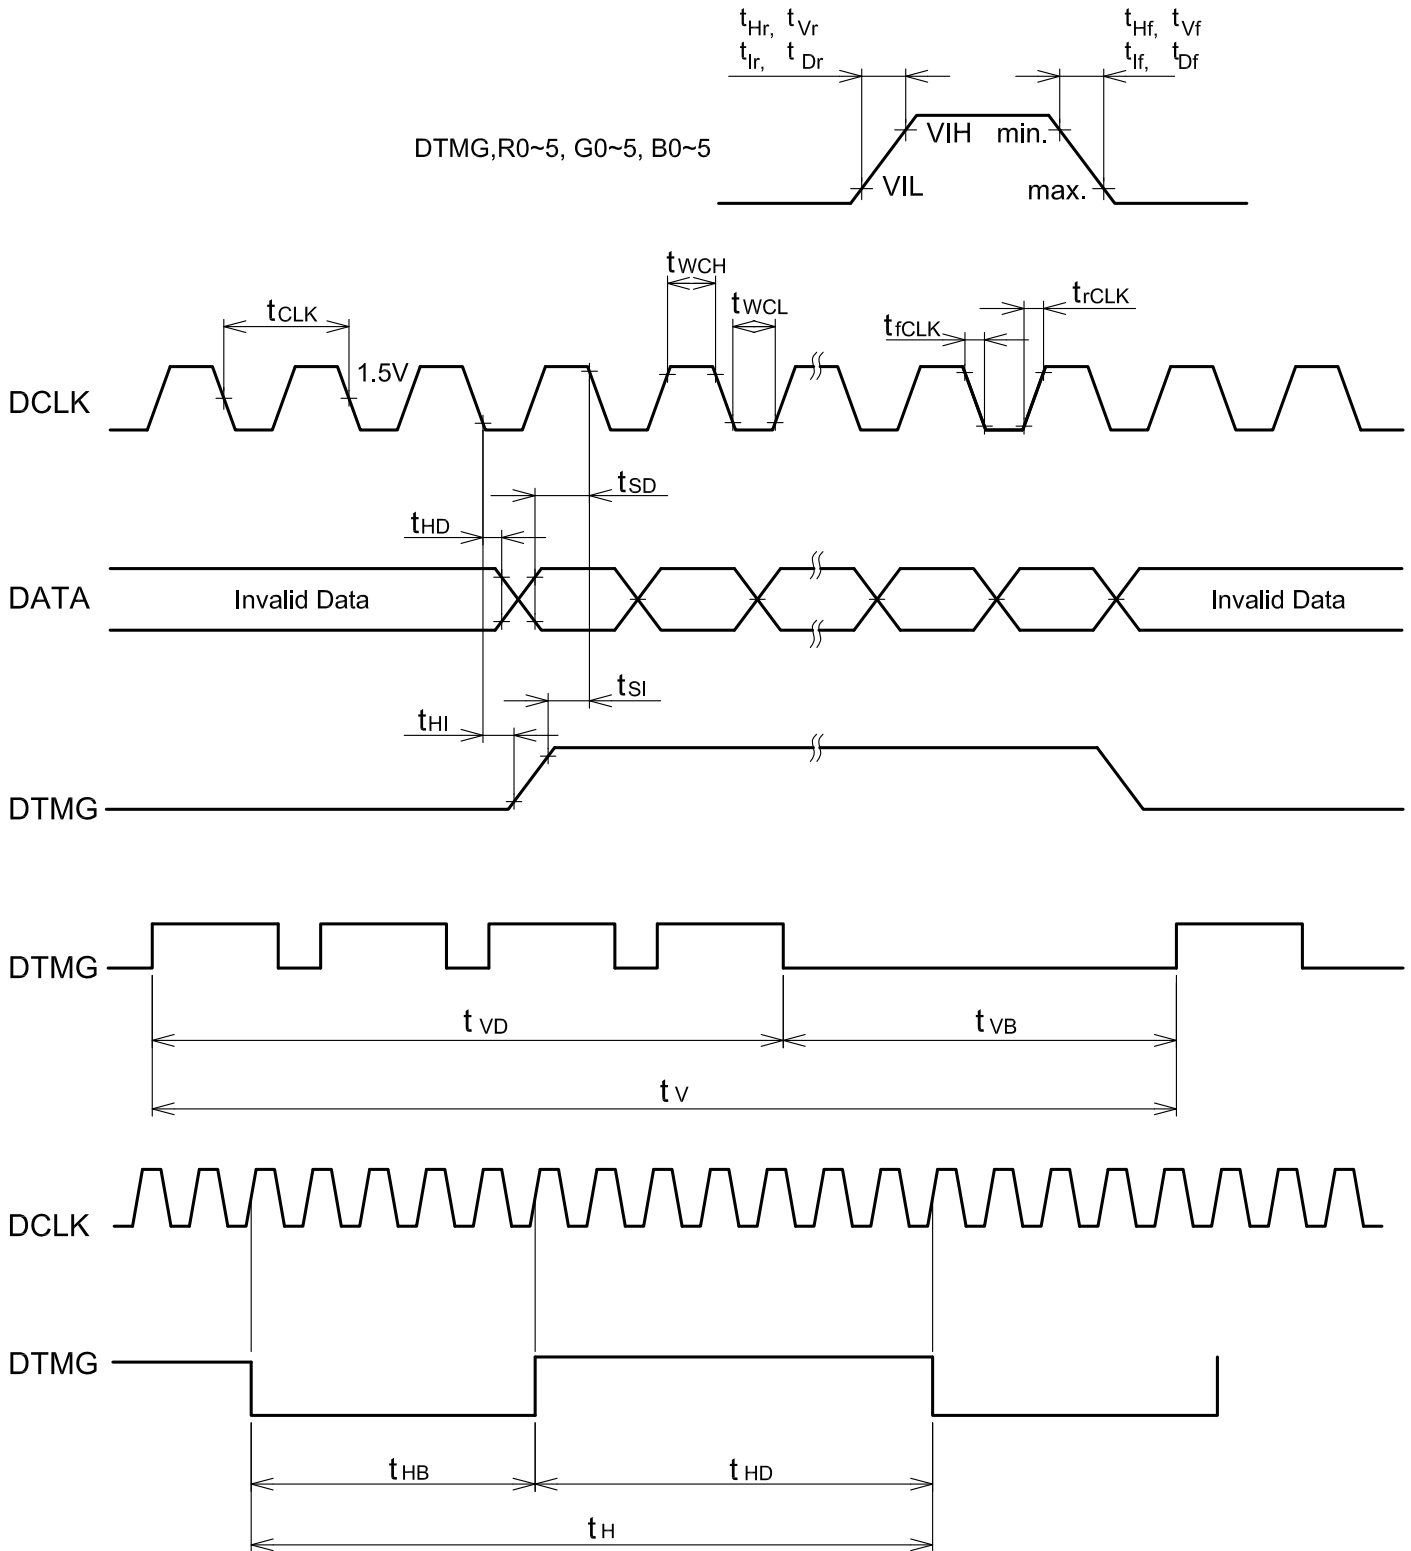 tHr, tVr
tIr, tDr
tHf, tVf
tIf, tDf
DTMG,R0~5, G0~5, B0~5
VIH min.
VIL max.
tWCH
tWCL
tCLK
tfCLK
trCLK
1.5V
DCLK
tSD
tHD
DATA
Invalid Data
Invalid Data
tSI
tHI
DTMG
DTMG
tVD
tVB
tV
DCLK
DTMG
tHB
tHD
tH